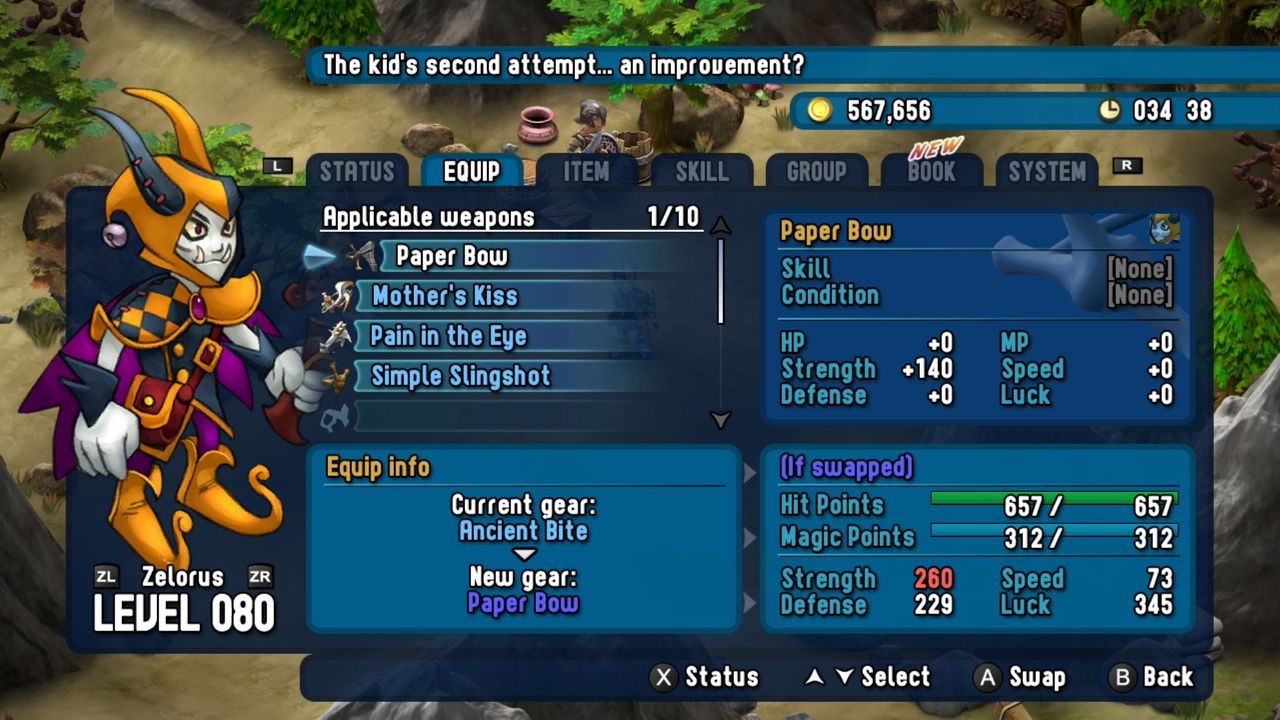 The kid's second attempt... an improvement?
567,656
034 38
L
STATUS
EQUIP
ITEM
SKILL
GROUP
NEW
BOOK
SYSTEM
R
Applicable weapons 1/10
Paper Bow
Mother's Kiss
Pain in the Eye
Simple Slingshot
Paper Bow
Skill [None]
Condition [None]
HP +0 MP +0
Strength +140 Speed +0
Defense +0 Luck +0
Equip info
Current gear:
Ancient Bite
New gear:
Paper Bow
(If swapped)
Hit Points 657 / 657
Magic Points 312 / 312
Strength 260 Speed 73
Defense 229 Luck 345
ZL Zelorus ZR
LEVEL 080
X Status Select A Swap B Back